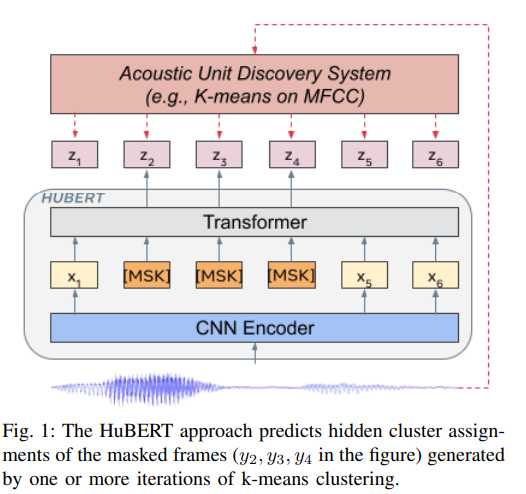 Acoustic Unit Discovery System
(e.g., K-means on MFCC)
z₁ z₂ z₃ z₄ z₅ z₆
HUBERT
Transformer
x₁ [MSK] [MSK] [MSK] x₅ x₆
CNN Encoder
Fig. 1: The HuBERT approach predicts hidden cluster assign-
ments of the masked frames (y₂, y₃, y₄ in the figure) generated
by one or more iterations of k-means clustering.